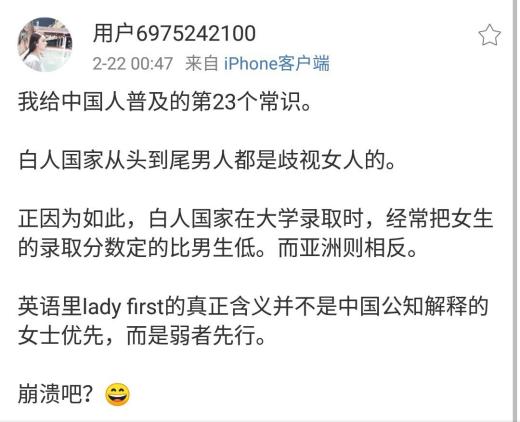 用户6975242100
2-22 00:47 来自 iPhone客户端
我给中国人普及的第23个常识。
白人国家从头到尾男人都是歧视女人的。
正因为如此，白人国家在大学录取时，经常把女生
的录取分数定的比男生低。而亚洲则相反。
英语里lady first的真正含义并不是中国公知解释的
女士优先，而是弱者先行。
崩溃吧？😄